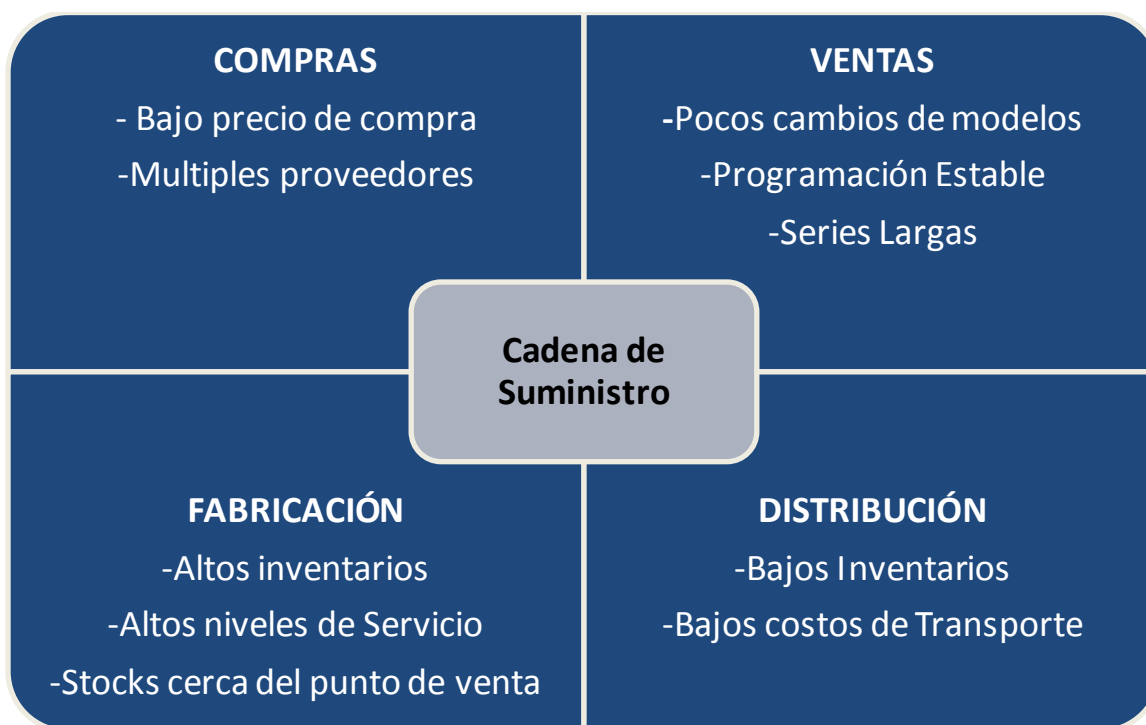 COMPRAS
- Bajo precio de compra
-Multiples proveedores
VENTAS
-Pocos cambios de modelos
-Programación Estable
-Series Largas
Cadena de
Suministro
FABRICACIÓN
-Altos inventarios
-Altos niveles de Servicio
-Stocks cerca del punto de venta
DISTRIBUCIÓN
-Bajos Inventarios
-Bajos costos de Transporte